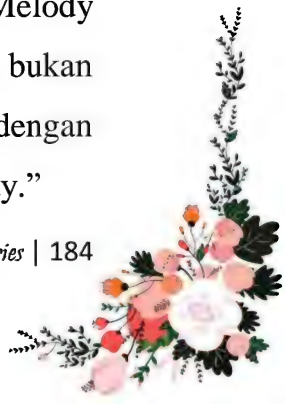 Melody
bukan
dengan
y.”
ries | 184